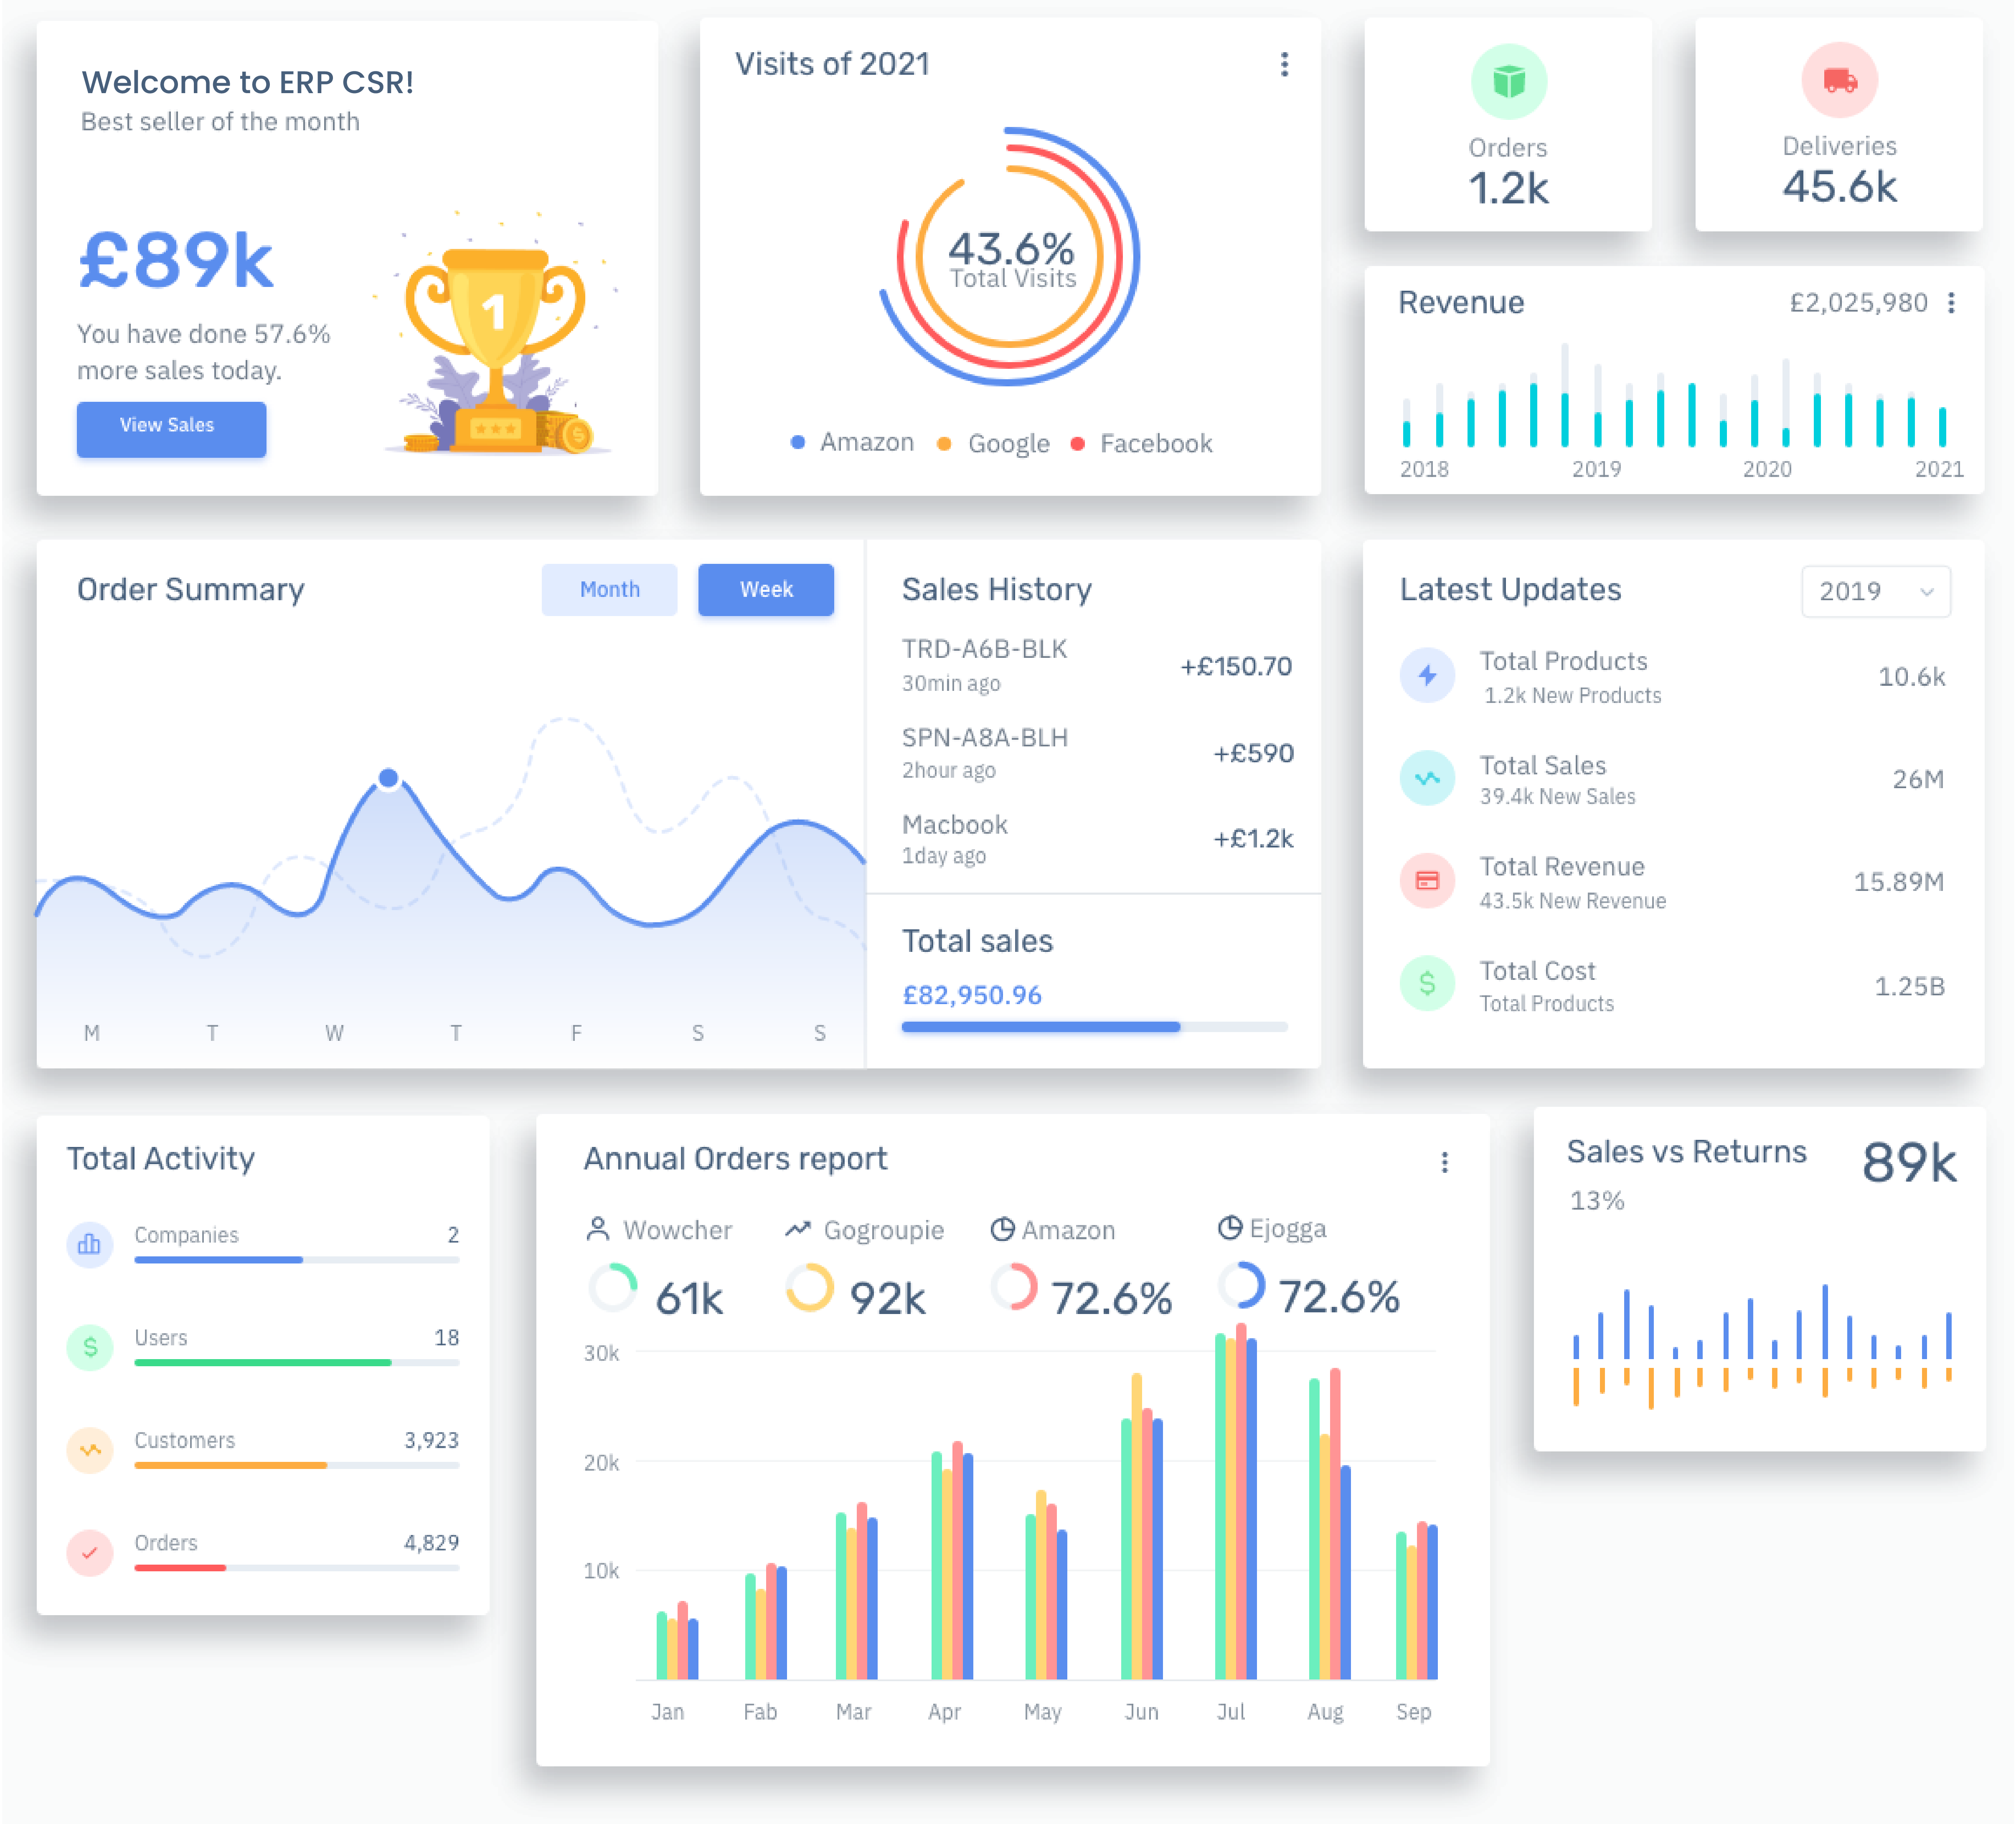 Welcome to ERP CSR!
Best seller of the month
£89k
You have done 57.6%
more sales today.
View Sales
1
Visits of 2021
43.6%
Total Visits
Amazon
Google
Facebook
Orders
1.2k
Deliveries
45.6k
Revenue
£2,025,980
2018
2019
2020
2021
Order Summary
Month
Week
M
T
W
T
F
S
S
Sales History
TRD-A6B-BLK
30min ago
+£150.70
SPN-A8A-BLH
2hour ago
+£590
Macbook
1day ago
+£1.2k
Total sales
£82,950.96
Latest Updates
2019
Total Products
1.2k New Products
10.6k
Total Sales
39.4k New Sales
26M
Total Revenue
43.5k New Revenue
15.89M
$
Total Cost
Total Products
1.25B
Total Activity
Companies
2
$
Users
18
Customers
3,923
Orders
4,829
Annual Orders report
Wowcher
61k
Gogroupie
92k
Amazon
72.6%
Ejogga
72.6%
30k
20k
10k
Jan
Fab
Mar
Apr
May
Jun
Jul
Aug
Sep
Sales vs Returns
89k
13%